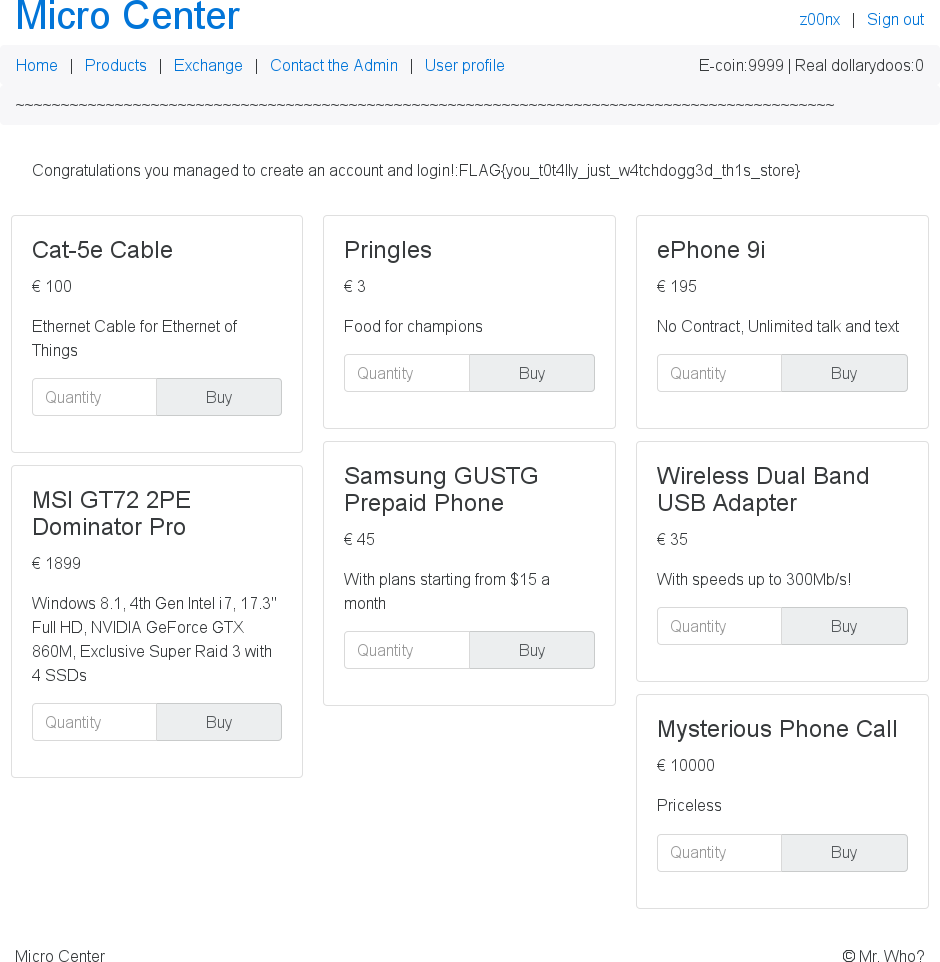 Micro Center
z00nx | Sign out
Home | Products | Exchange | Contact the Admin | User profile
E-coin:9999 | Real dollarydoos:0
~~~~~~~~~~~~~~~~~~~~~~~~~~~~~~~~~~~~~~~~~~~~~~~~~~~~~~~~~~~~~~~~~~~~~~~~~~~~~~~~~~~~~~~~~~~
Congratulations you managed to create an account and login!:FLAG{you_t0t4lly_just_w4tchdogg3d_th1s_store}
Cat-5e Cable
€ 100
Ethernet Cable for Ethernet of
Things
Quantity
Buy
MSI GT72 2PE
Dominator Pro
€ 1899
Windows 8.1, 4th Gen Intel i7, 17.3"
Full HD, NVIDIA GeForce GTX
860M, Exclusive Super Raid 3 with
4 SSDs
Quantity
Buy
Pringles
€ 3
Food for champions
Quantity
Buy
Samsung GUSTG
Prepaid Phone
€ 45
With plans starting from $15 a
month
Quantity
Buy
ePhone 9i
€ 195
No Contract, Unlimited talk and text
Quantity
Buy
Wireless Dual Band
USB Adapter
€ 35
With speeds up to 300Mb/s!
Quantity
Buy
Mysterious Phone Call
€ 10000
Priceless
Quantity
Buy
Micro Center
© Mr. Who?